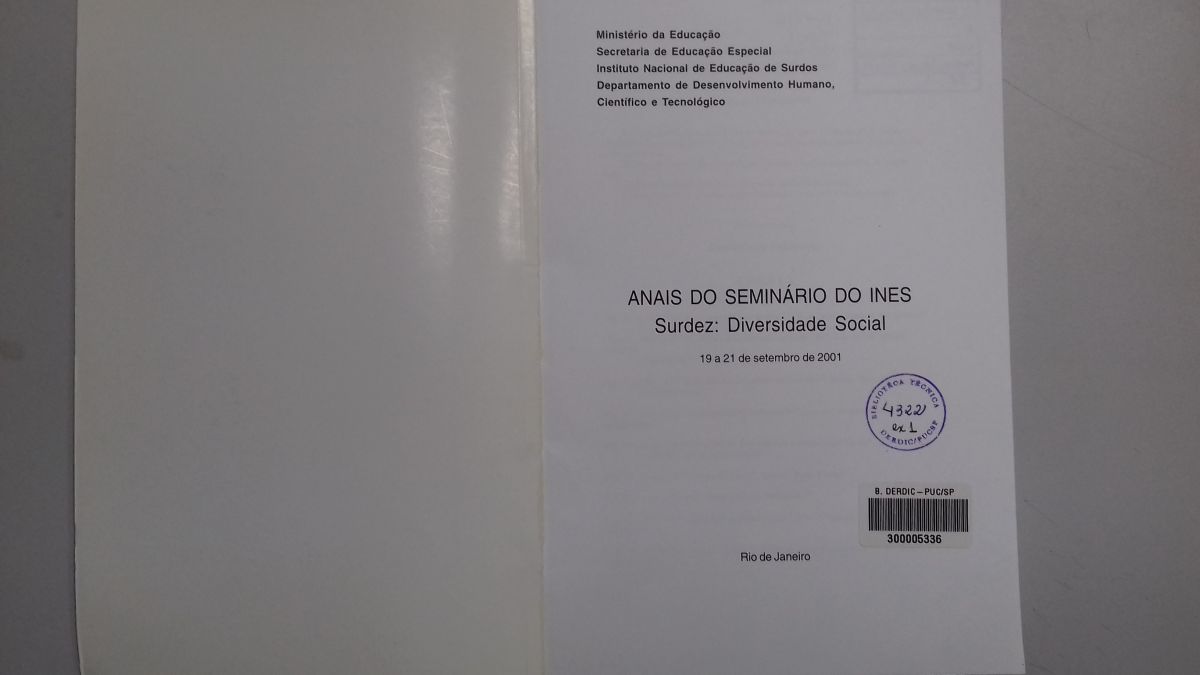 Ministério da Educação
Secretaria de Educação Especial
Instituto Nacional de Educação de Surdos
Departamento de Desenvolvimento Humano,
Científico e Tecnológico
ANAIS DO SEMINÁRIO DO INES
Surdez: Diversidade Social
19 a 21 de setembro de 2001
BIBLIOTÉCA TÉCNICA
4322
ex 1
DERDIC/PUCSP
B. DERDIC – PUC/SP
300005336
Rio de Janeiro